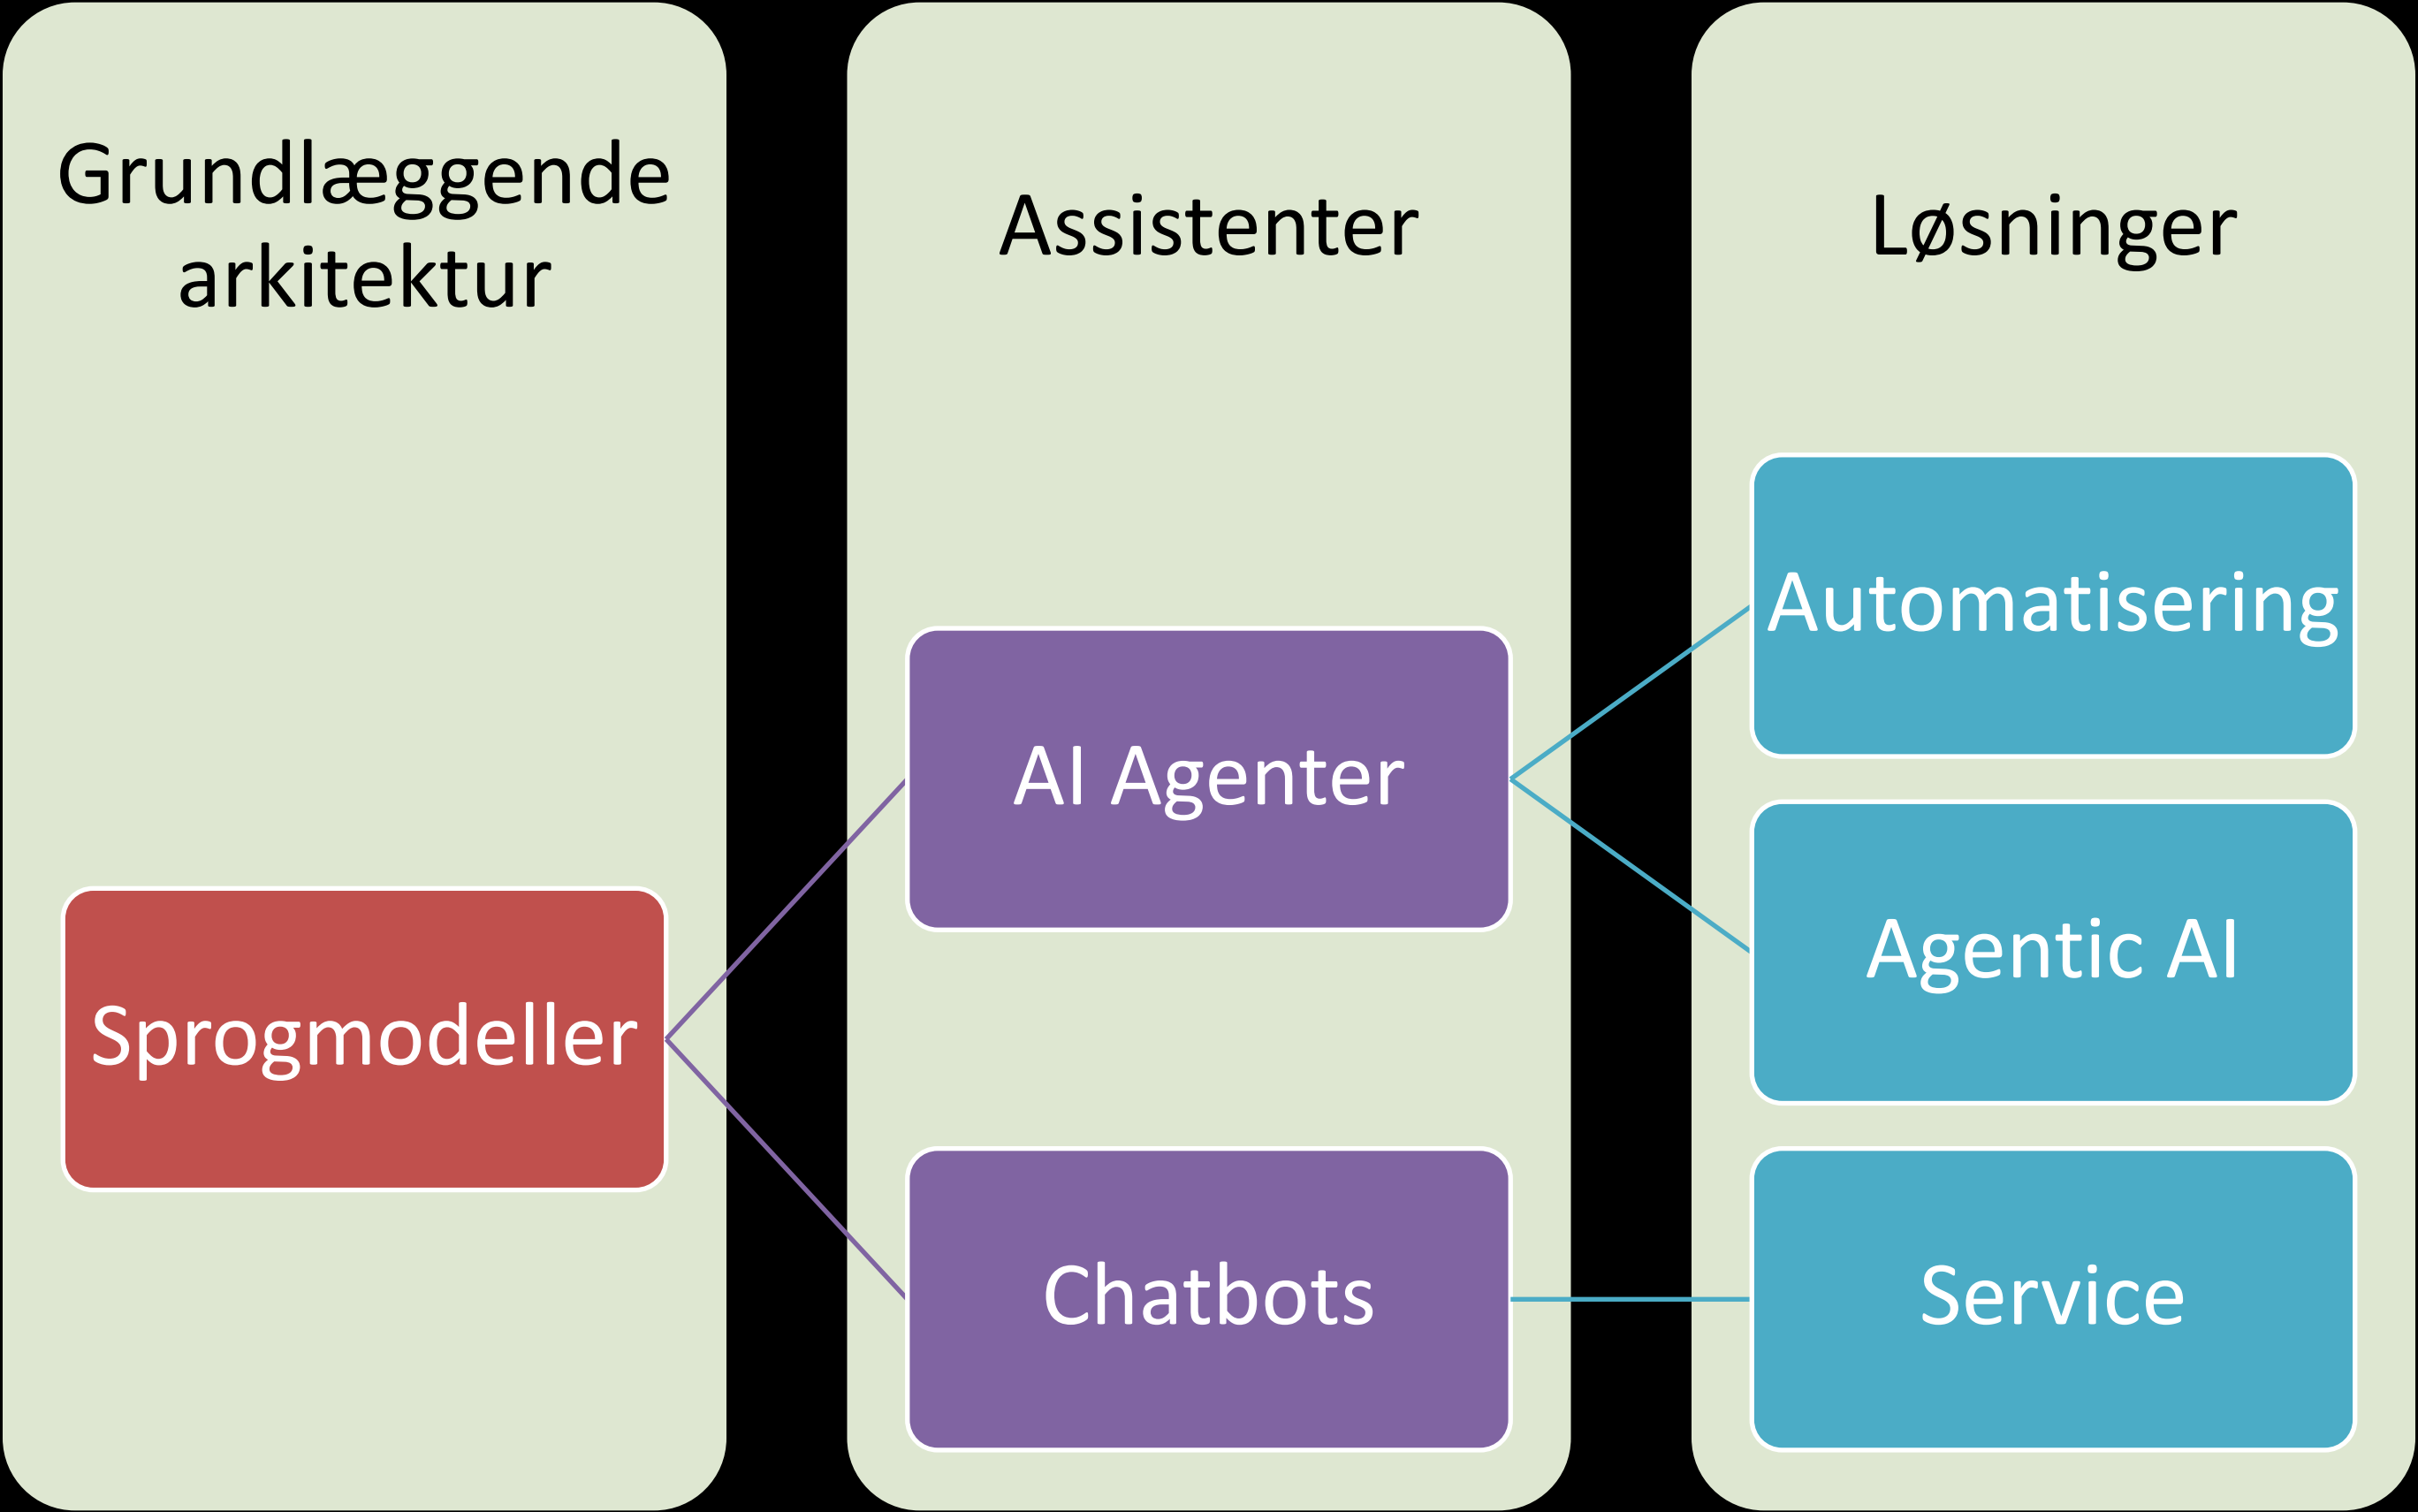 Grundlæggende
arkitektur
Assistenter
Løsninger
Sprogmodeller
AI Agenter
Chatbots
Automatisering
Agentic AI
Service